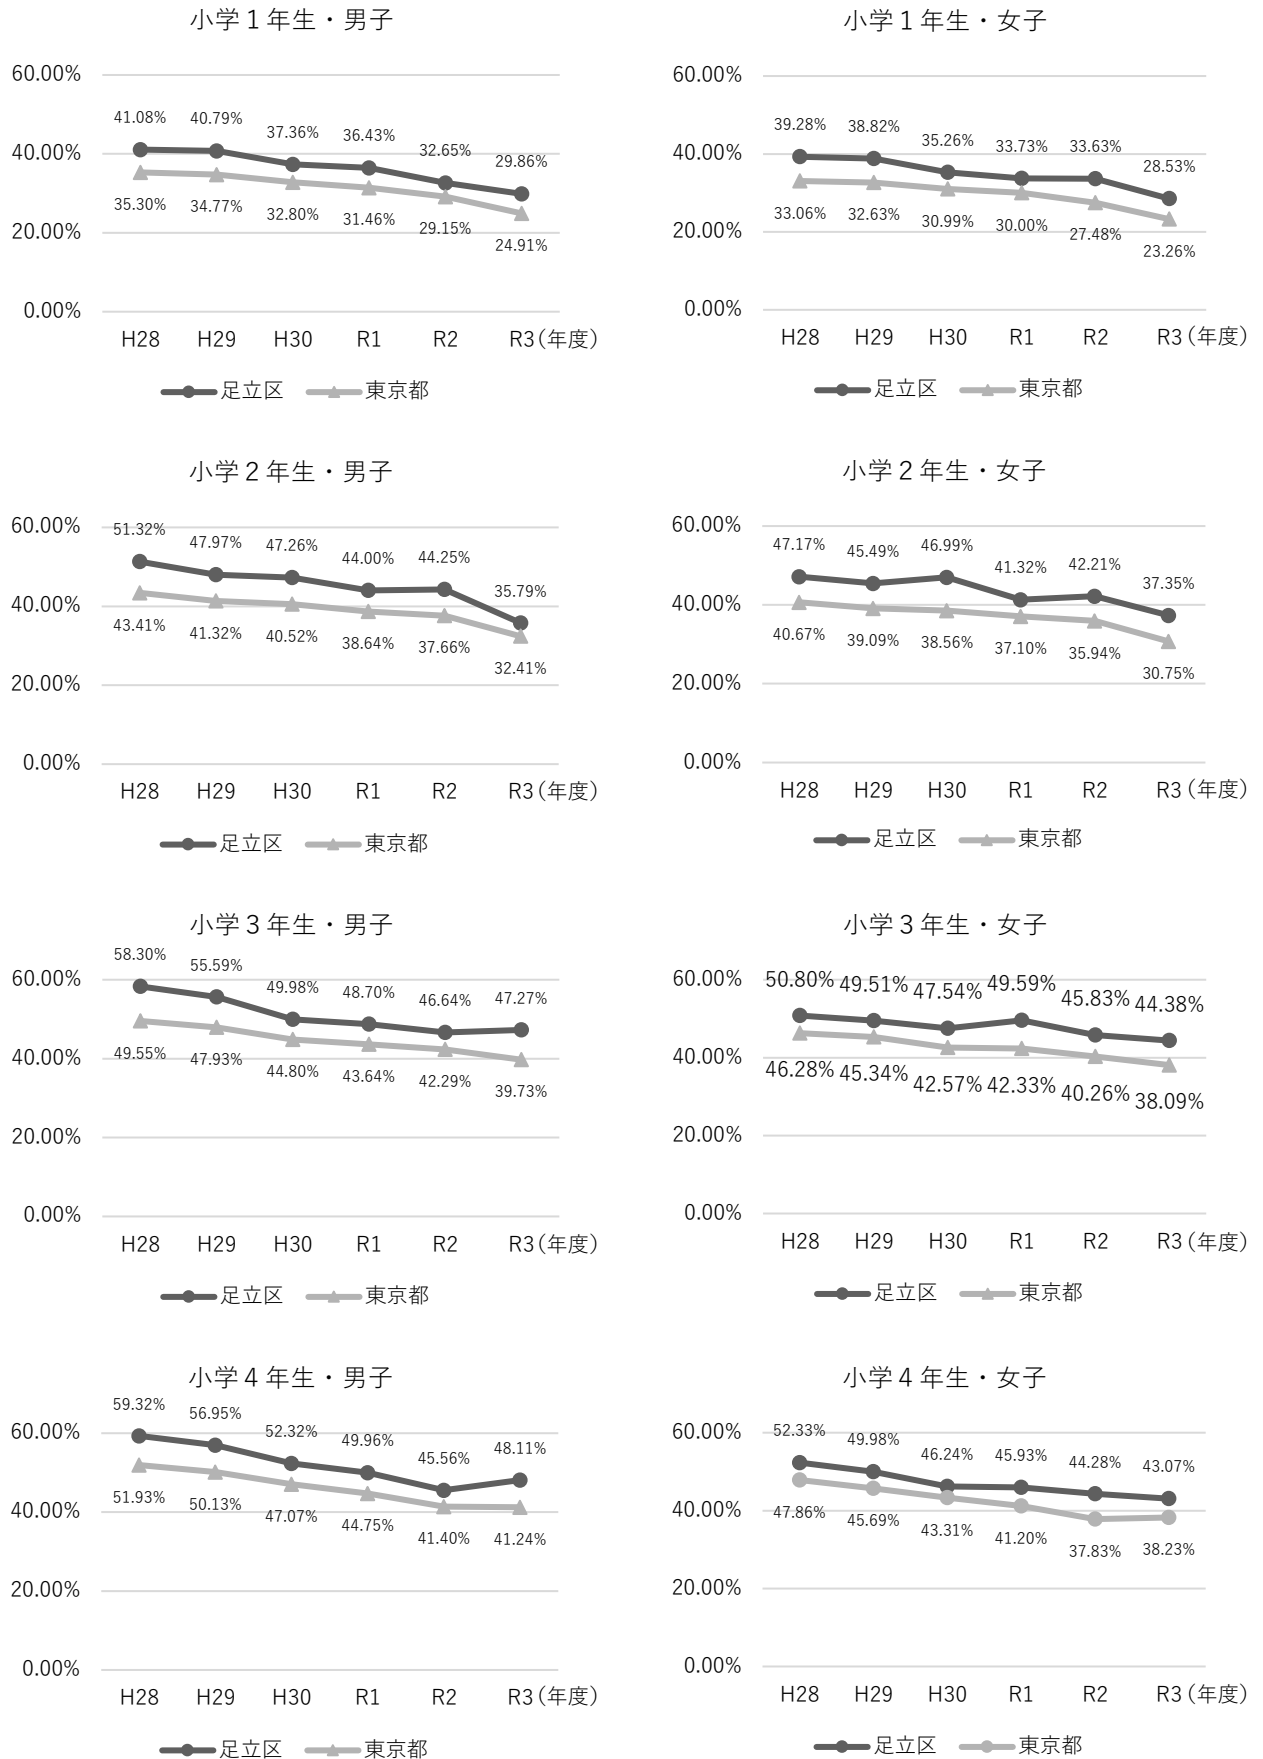 小学１年生・男子
60.00%
40.00%
20.00%
0.00%
41.08% 40.79% 37.36% 36.43% 32.65% 29.86%
35.30% 34.77% 32.80% 31.46% 29.15% 24.91%
H28 H29 H30 R1 R2 R3（年度）
足立区 東京都
小学１年生・女子
60.00%
40.00%
20.00%
0.00%
39.28% 38.82% 35.26% 33.73% 33.63% 28.53%
33.06% 32.63% 30.99% 30.00% 27.48% 23.26%
H28 H29 H30 R1 R2 R3（年度）
足立区 東京都
小学２年生・男子
60.00%
40.00%
20.00%
0.00%
51.32% 47.97% 47.26% 44.00% 44.25% 35.79%
43.41% 41.32% 40.52% 38.64% 37.66% 32.41%
H28 H29 H30 R1 R2 R3（年度）
足立区 東京都
小学２年生・女子
60.00%
40.00%
20.00%
0.00%
47.17% 45.49% 46.99% 41.32% 42.21% 37.35%
40.67% 39.09% 38.56% 37.10% 35.94% 30.75%
H28 H29 H30 R1 R2 R3（年度）
足立区 東京都
小学３年生・男子
60.00%
40.00%
20.00%
0.00%
58.30% 55.59% 49.98% 48.70% 46.64% 47.27%
49.55% 47.93% 44.80% 43.64% 42.29% 39.73%
H28 H29 H30 R1 R2 R3（年度）
足立区 東京都
小学３年生・女子
60.00%
40.00%
20.00%
0.00%
50.80% 49.51% 47.54% 49.59% 45.83% 44.38%
46.28% 45.34% 42.57% 42.33% 40.26% 38.09%
H28 H29 H30 R1 R2 R3（年度）
足立区 東京都
小学４年生・男子
60.00%
40.00%
20.00%
0.00%
59.32% 56.95% 52.32% 49.96% 45.56% 48.11%
51.93% 50.13% 47.07% 44.75% 41.40% 41.24%
H28 H29 H30 R1 R2 R3（年度）
足立区 東京都
小学４年生・女子
60.00%
40.00%
20.00%
0.00%
52.33% 49.98% 46.24% 45.93% 44.28% 43.07%
47.86% 45.69% 43.31% 41.20% 37.83% 38.23%
H28 H29 H30 R1 R2 R3（年度）
足立区 東京都